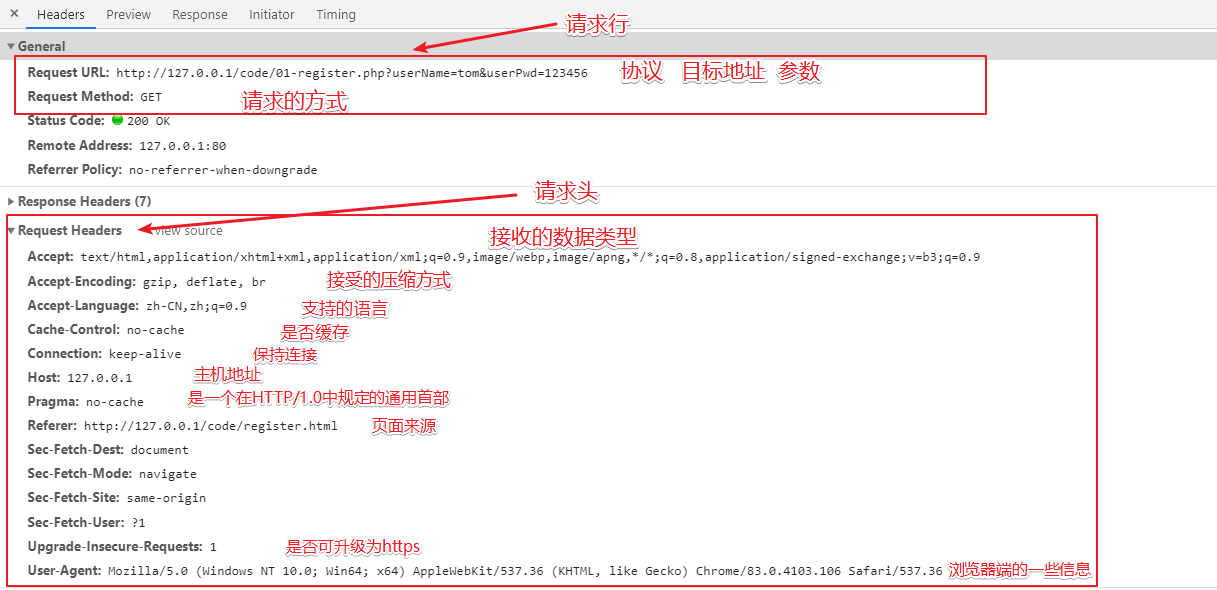 × Headers Preview Response Initiator Timing
请求行
General
Request URL: http://127.0.0.1/code/01-register.php?userName=tom&userPwd=123456 协议 目标地址 参数
Request Method: GET 请求的方式
Status Code: 200 OK
Remote Address: 127.0.0.1:80
Referrer Policy: no-referrer-when-downgrade
请求头
Response Headers (7)
Request Headers view source
接收的数据类型
Accept: text/html,application/xhtml+xml,application/xml;q=0.9,image/webp,image/apng,*/*;q=0.8,application/signed-exchange;v=b3;q=0.9
Accept-Encoding: gzip, deflate, br 接受的压缩方式
Accept-Language: zh-CN,zh;q=0.9 支持的语言
Cache-Control: no-cache 是否缓存
Connection: keep-alive 保持连接
Host: 127.0.0.1 主机地址
Pragma: no-cache 是一个在HTTP/1.0中规定的通用首部
Referer: http://127.0.0.1/code/register.html 页面来源
Sec-Fetch-Dest: document
Sec-Fetch-Mode: navigate
Sec-Fetch-Site: same-origin
Sec-Fetch-User: ?1
Upgrade-Insecure-Requests: 1 是否可升级为https
User-Agent: Mozilla/5.0 (Windows NT 10.0; Win64; x64) AppleWebKit/537.36 (KHTML, like Gecko) Chrome/83.0.4103.106 Safari/537.36 浏览器端的一些信息